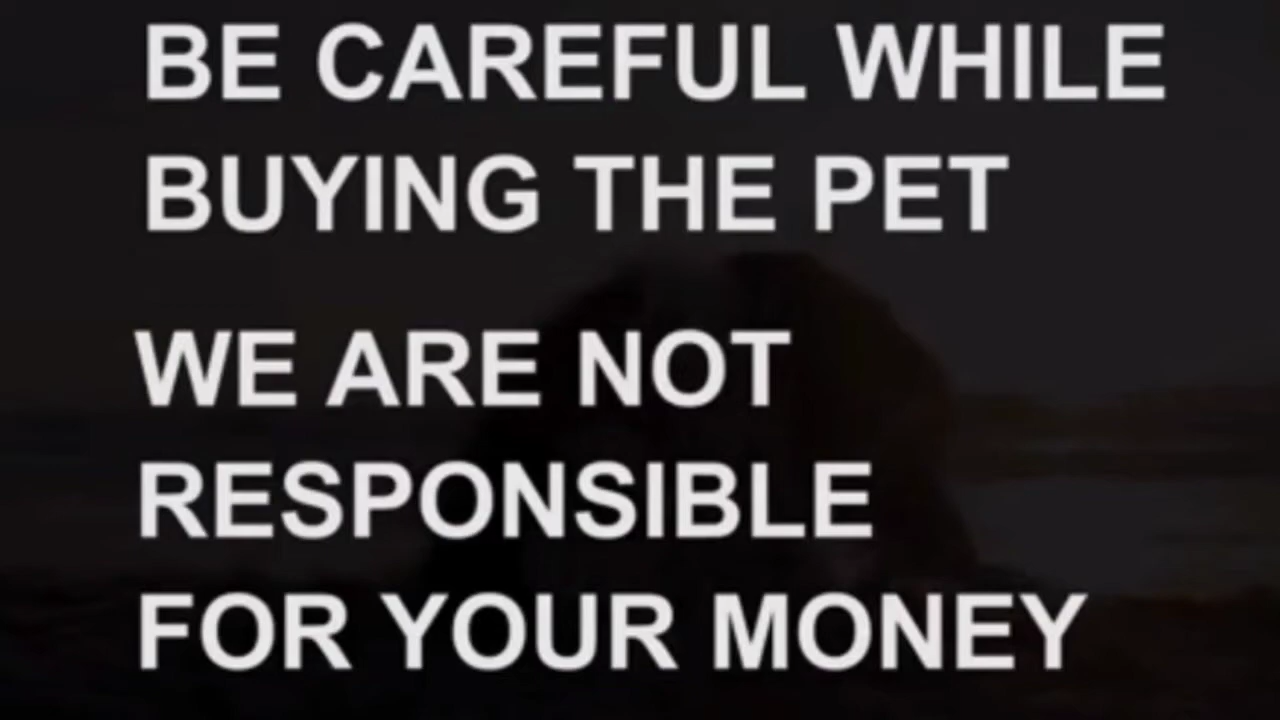 BE CAREFUL WHILE
BUYING THE PET
WE ARE NOT
RESPONSIBLE
FOR YOUR MONEY